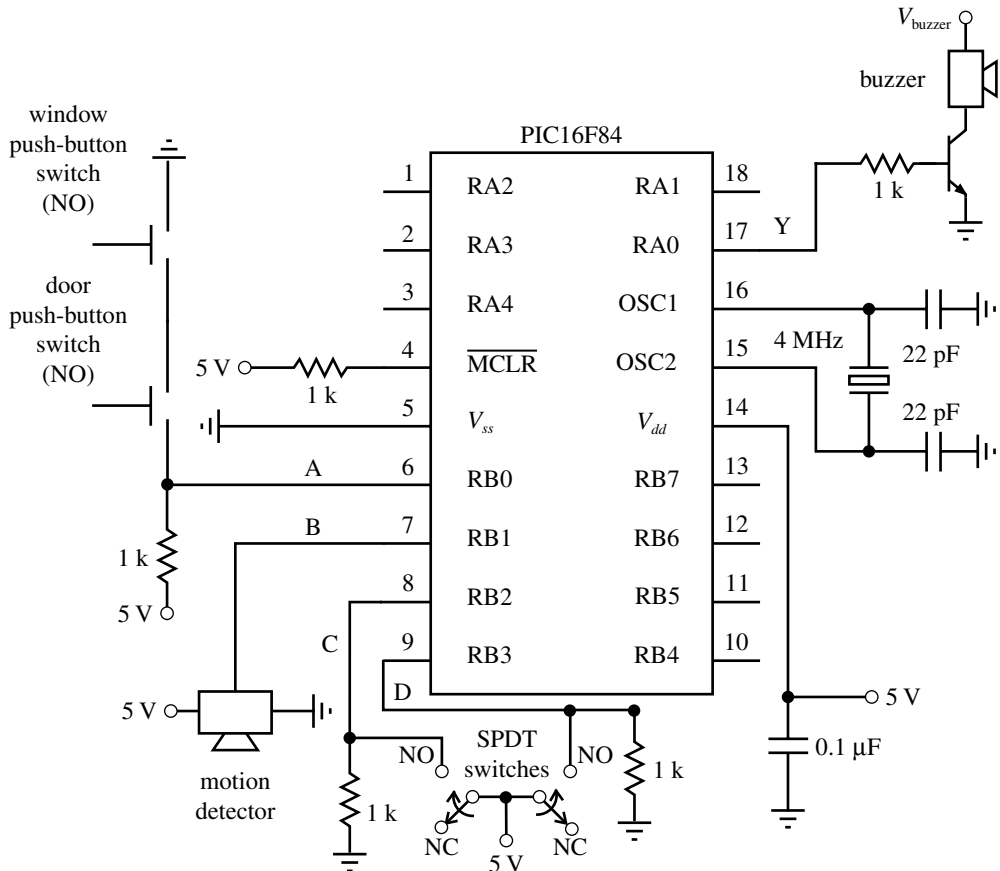 V_buzzer
buzzer
window
push-button
switch
(NO)
door
push-button
switch
(NO)
PIC16F84
1
RA2
RA1
18
2
RA3
RA0
17
Y
1 k
3
RA4
OSC1
16
5 V
1 k
4
MCLR
OSC2
15
4 MHz
22 pF
22 pF
5
V_ss
V_dd
14
A
6
RB0
RB7
13
B
7
RB1
RB6
12
1 k
5 V
C
8
RB2
RB5
11
D
9
RB3
RB4
10
5 V
motion
detector
1 k
NO
SPDT
switches
NO
1 k
NC
5 V
NC
5 V
0.1 µF